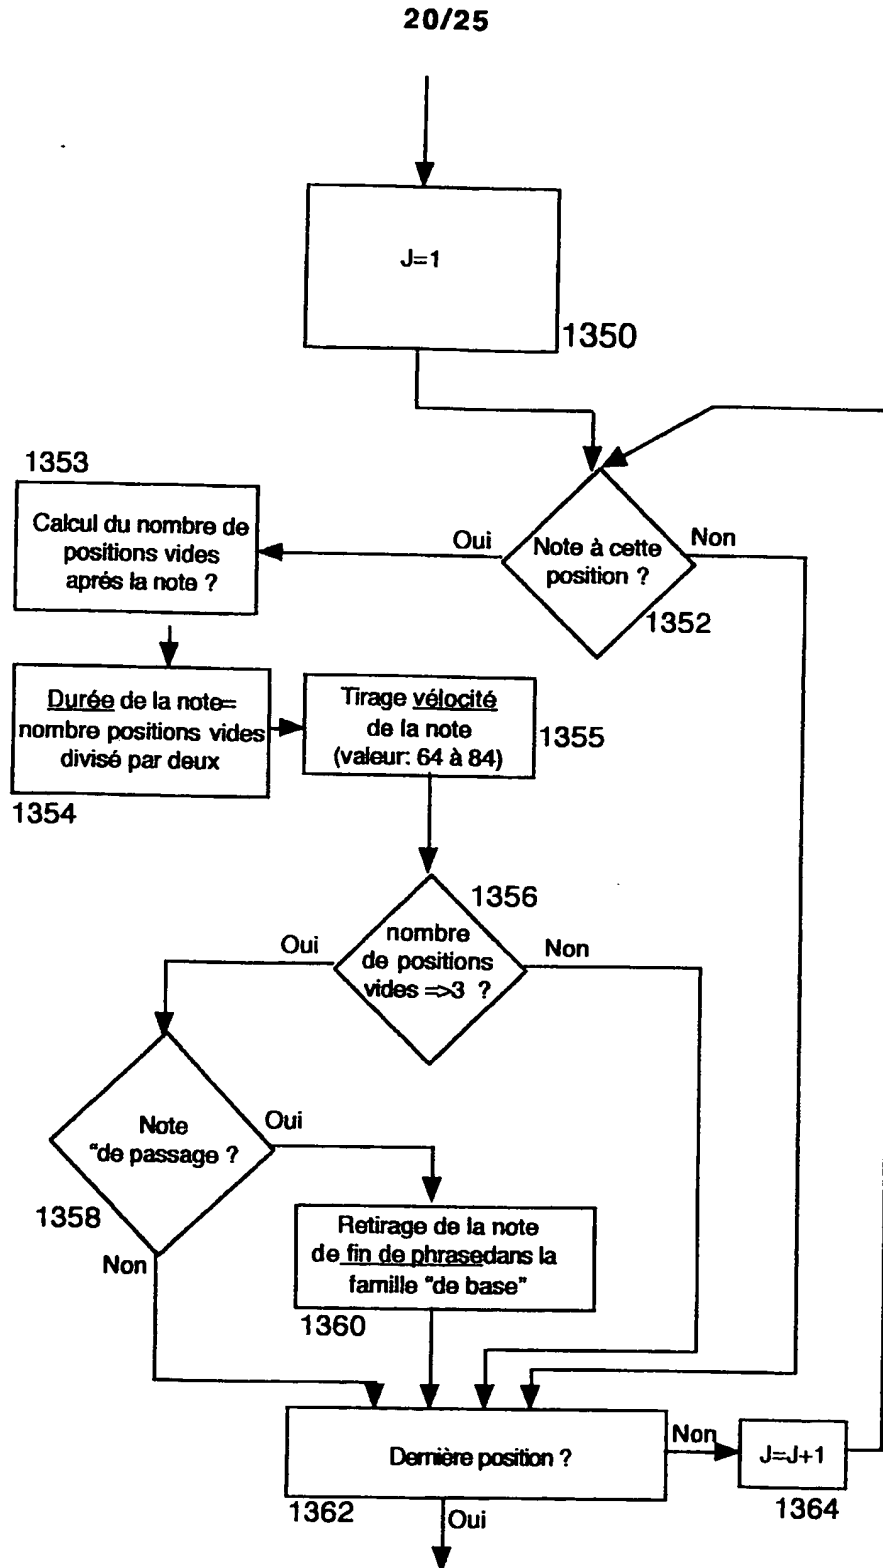 20/25
J=1
1350
1353
Calcul du nombre de
positions vides
aprés la note ?
Oui
Note à cette
position ?
Non
1352
Durée de la note=
nombre positions vides
divisé par deux
1354
Tirage vélocité
de la note
(valeur: 64 à 84)
1355
1356
nombre
de positions
vides =>3 ?
Oui
Non
Note
“de passage ?
Oui
1358
Non
Retirage de la note
de fin de phrasedans la
famille “de base”
1360
Dernière position ?
Non
J=J+1
1362
Oui
1364